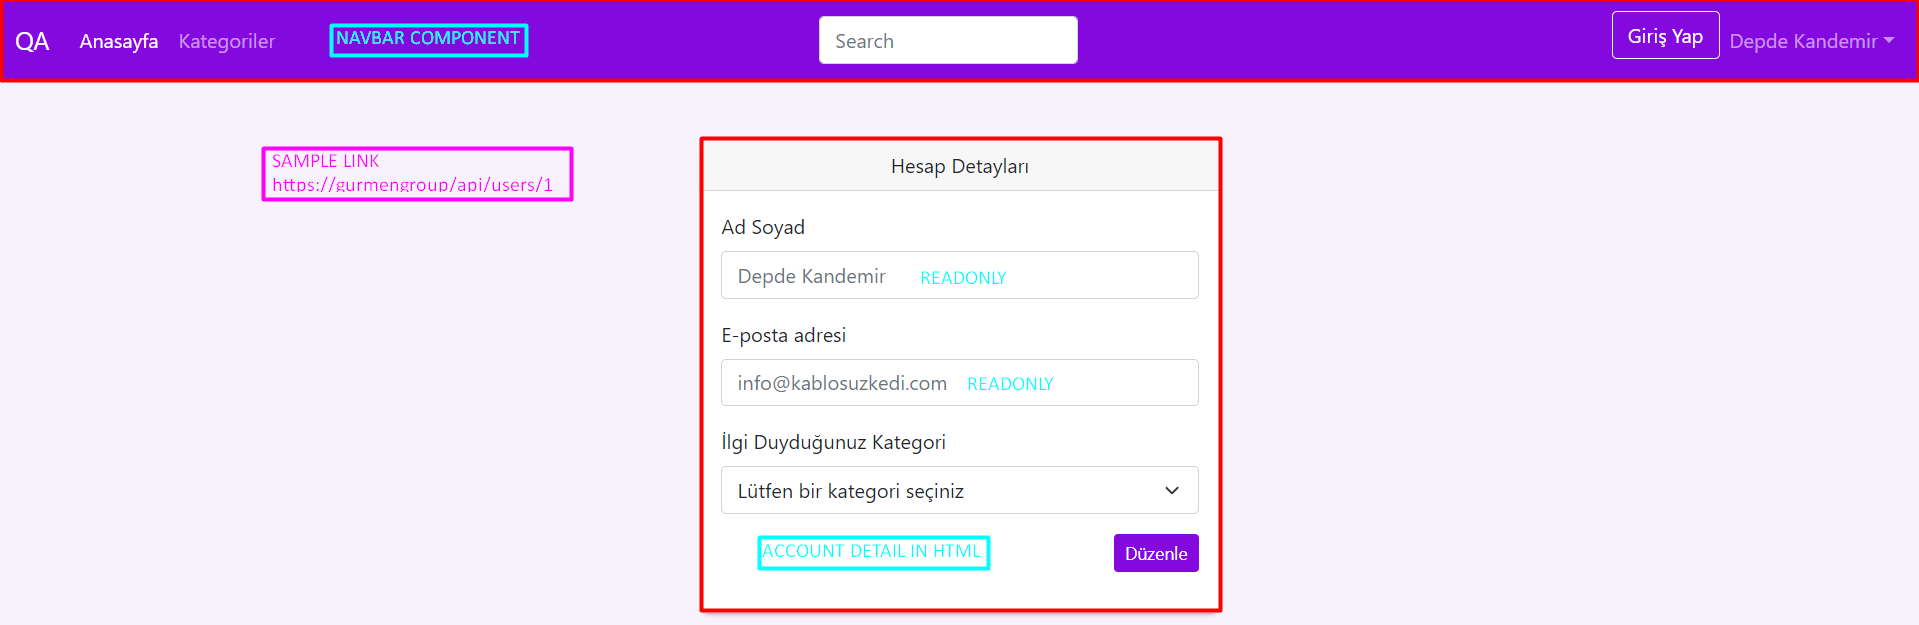 QA Anasayfa Kategoriler NAVBAR COMPONENT Search Giriş Yap Depde Kandemir
SAMPLE LINK
https://gurmengroup/api/users/1
Hesap Detayları
Ad Soyad
Depde Kandemir READONLY
E-posta adresi
info@kablosuzkedi.com READONLY
İlgi Duyduğunuz Kategori
Lütfen bir kategori seçiniz
ACCOUNT DETAIL IN HTML Düzenle